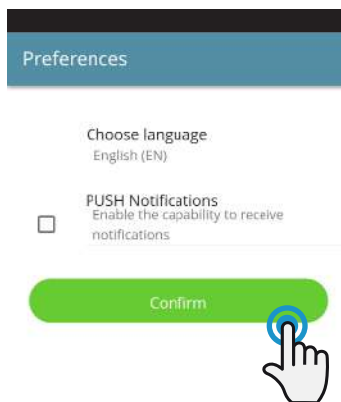 Preferences
Choose language
English (EN)
PUSH Notifications
Enable the capability to receive
notifications
Confirm